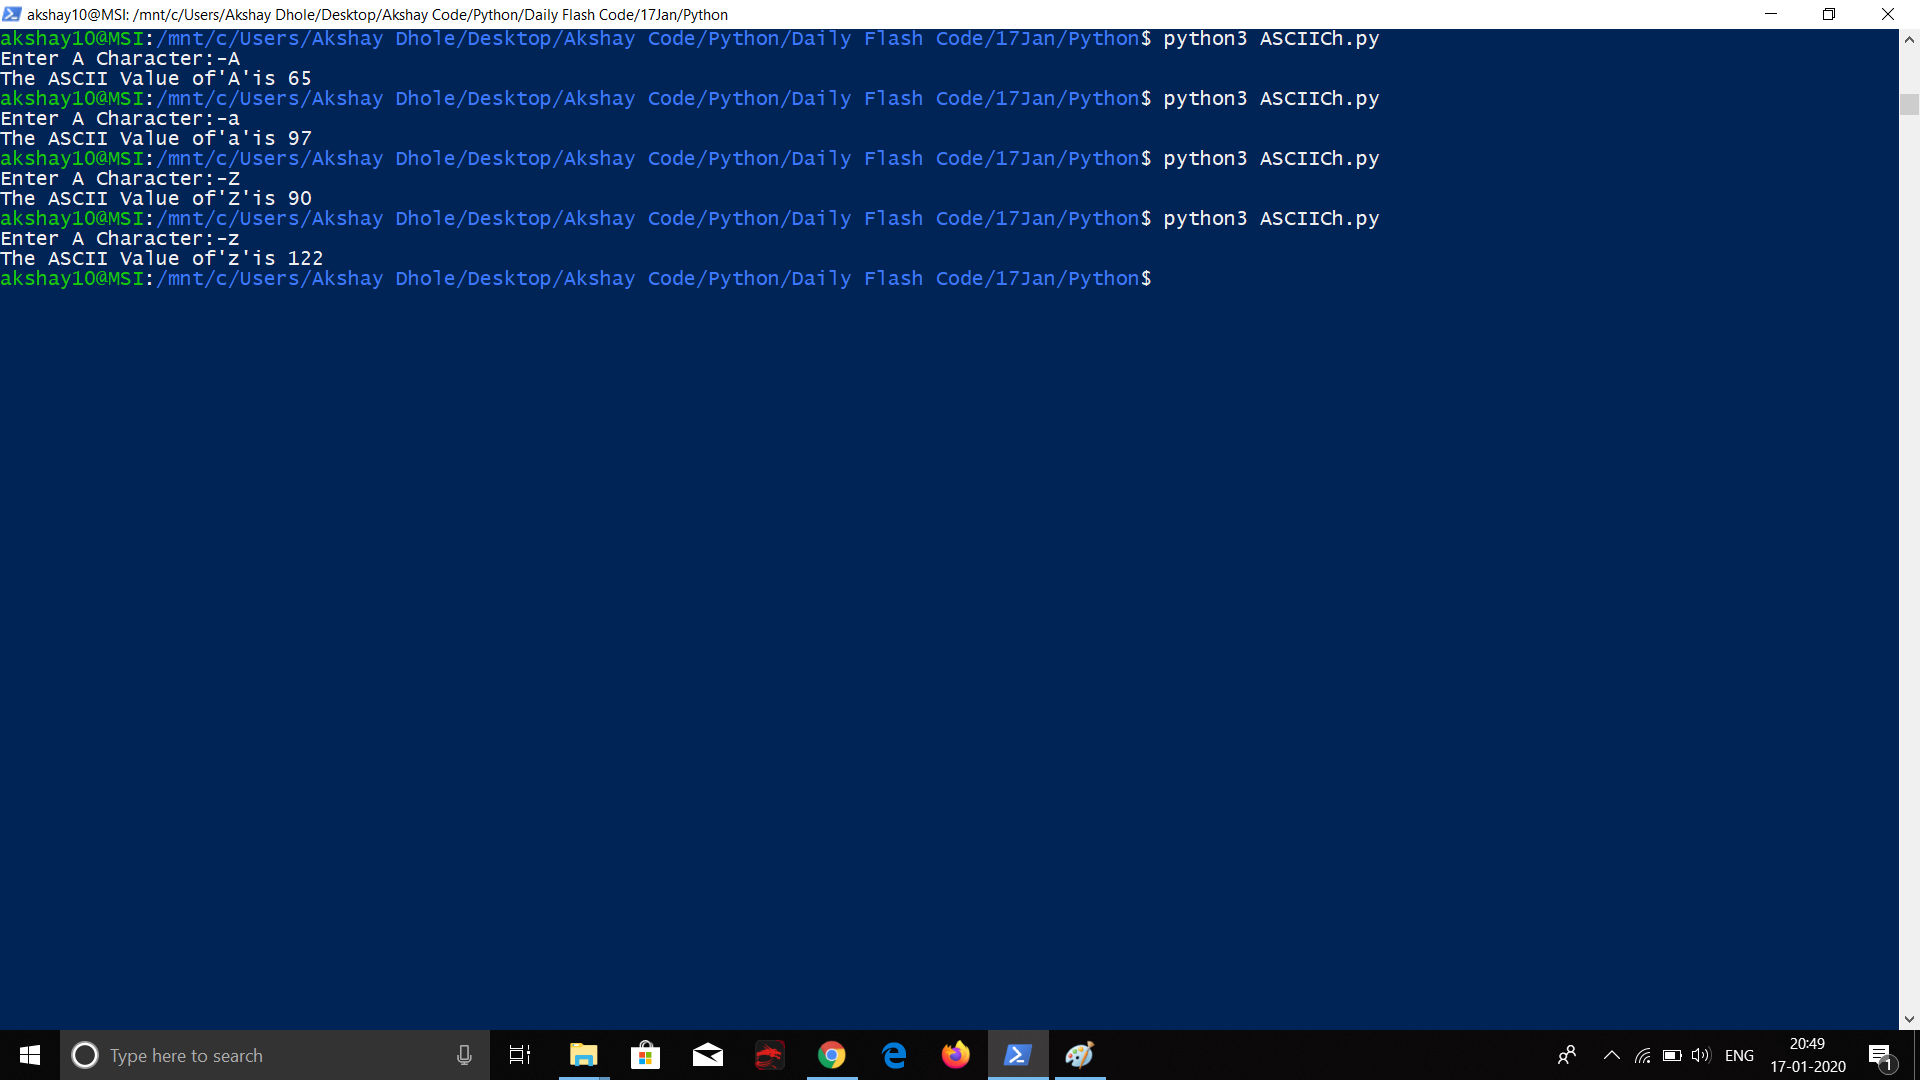 akshay10@MSI: /mnt/c/Users/Akshay Dhole/Desktop/Akshay Code/Python/Daily Flash Code/17Jan/Python
akshay10@MSI:/mnt/c/Users/Akshay Dhole/Desktop/Akshay Code/Python/Daily Flash Code/17Jan/Python$ python3 ASCIICh.py
Enter A Character:-A
The ASCII Value of'A'is 65
akshay10@MSI:/mnt/c/Users/Akshay Dhole/Desktop/Akshay Code/Python/Daily Flash Code/17Jan/Python$ python3 ASCIICh.py
Enter A Character:-a
The ASCII Value of'a'is 97
akshay10@MSI:/mnt/c/Users/Akshay Dhole/Desktop/Akshay Code/Python/Daily Flash Code/17Jan/Python$ python3 ASCIICh.py
Enter A Character:-Z
The ASCII Value of'Z'is 90
akshay10@MSI:/mnt/c/Users/Akshay Dhole/Desktop/Akshay Code/Python/Daily Flash Code/17Jan/Python$ python3 ASCIICh.py
Enter A Character:-z
The ASCII Value of'z'is 122
akshay10@MSI:/mnt/c/Users/Akshay Dhole/Desktop/Akshay Code/Python/Daily Flash Code/17Jan/Python$
Type here to search
ENG
20:49
17-01-2020
1